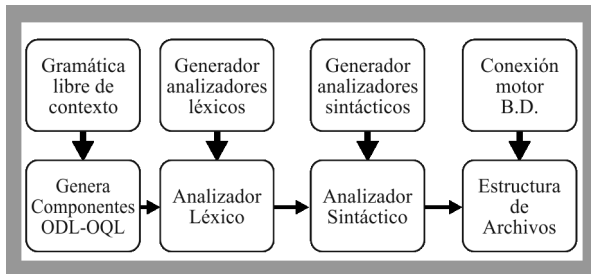 Gramática
libre de
contexto
Generador
analizadores
léxicos
Generador
analizadores
sintácticos
Conexión
motor
B.D.
Genera
Componentes
ODL-OQL
Analizador
Léxico
Analizador
Sintáctico
Estructura
de
Archivos